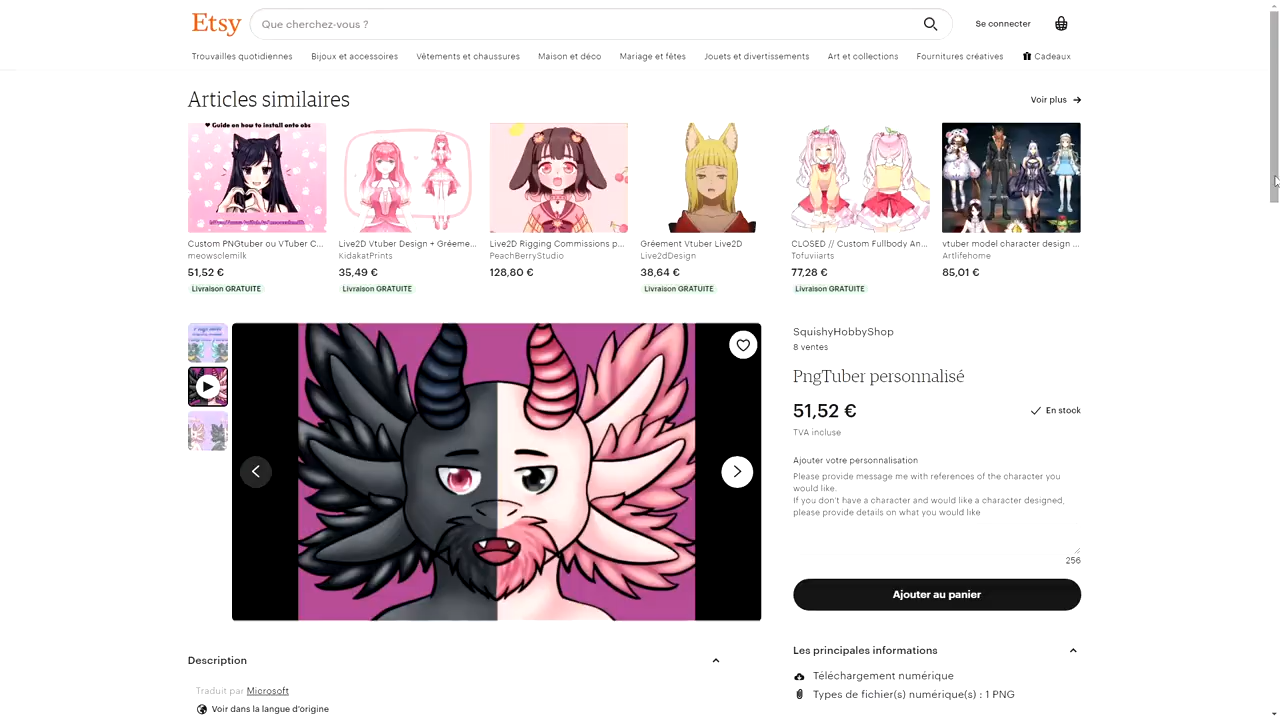 Etsy
Que cherchez-vous ?
Se connecter
Trouvailles quotidiennes
Bijoux et accessoires
Vêtements et chaussures
Maison et déco
Mariage et fêtes
Jouets et divertissements
Art et collections
Fournitures créatives
Cadeaux
Articles similaires
Voir plus
♥ Guide on how to install onto obs
Custom PNGtuber ou VTuber C...
meowsclemilk
51,52 €
Livraison GRATUITE
Live2D Vtuber Design + Gréeme...
KidakatPrints
35,49 €
Livraison GRATUITE
Live2D Rigging Commissions p...
PeachBerryStudio
128,80 €
Gréement Vtuber Live2D
Live2dDesign
38,64 €
Livraison GRATUITE
CLOSED // Custom Fullbody An...
Tofuviiarts
77,28 €
Livraison GRATUITE
vtuber model character design ...
Artlifehome
85,01 €
SquishyHobbyShop
8 ventes
PngTuber personnalisé
51,52 €
En stock
TVA incluse
Ajouter votre personnalisation
Please provide message me with references of the character you
would like.
If you don't have a character and would like a character designed,
please provide details on what you would like
256
Ajouter au panier
Description
Traduit par Microsoft
Voir dans la langue d'origine
Les principales informations
Téléchargement numérique
Types de fichier(s) numérique(s) : 1 PNG